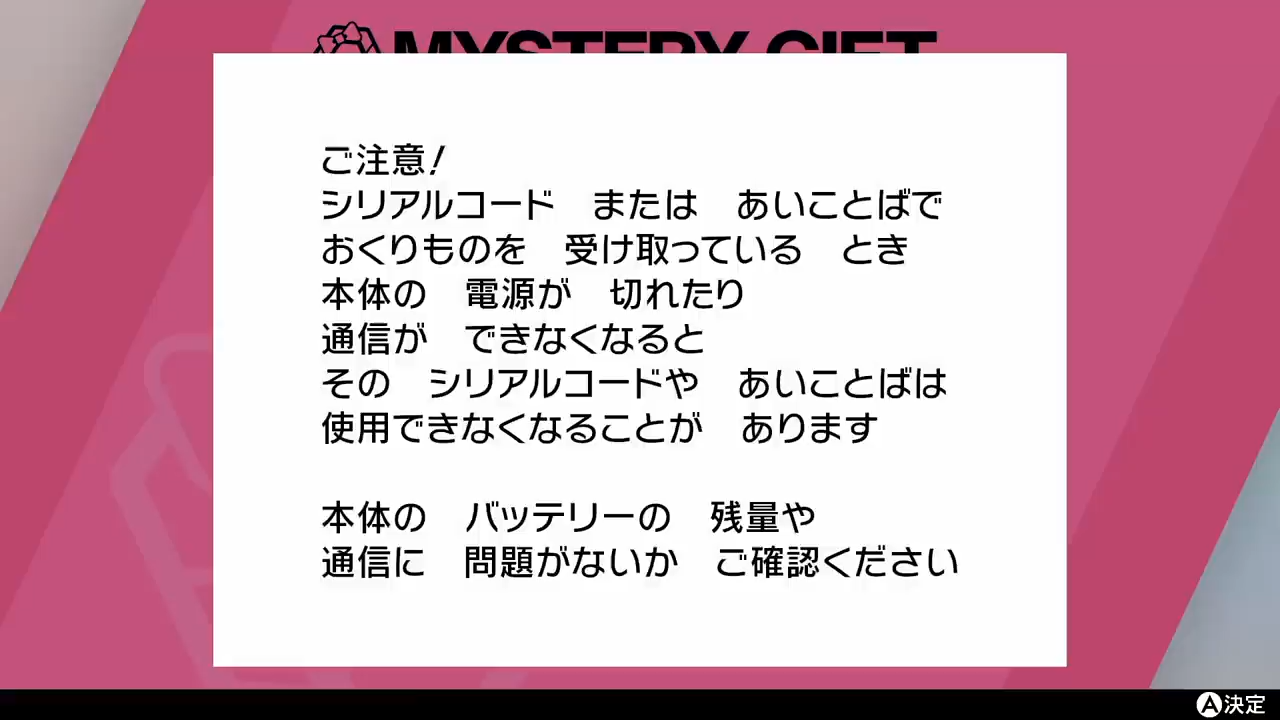 MYSTERY GIFT
ご注意!
シリアルコード　または　あいことばで
おくりものを　受け取っている　とき
本体の　電源が　切れたり
通信が　できなくなると
その　シリアルコードや　あいことばは
使用できなくなることが　あります
本体の　バッテリーの　残量や
通信に　問題がないか　ご確認ください
A決定